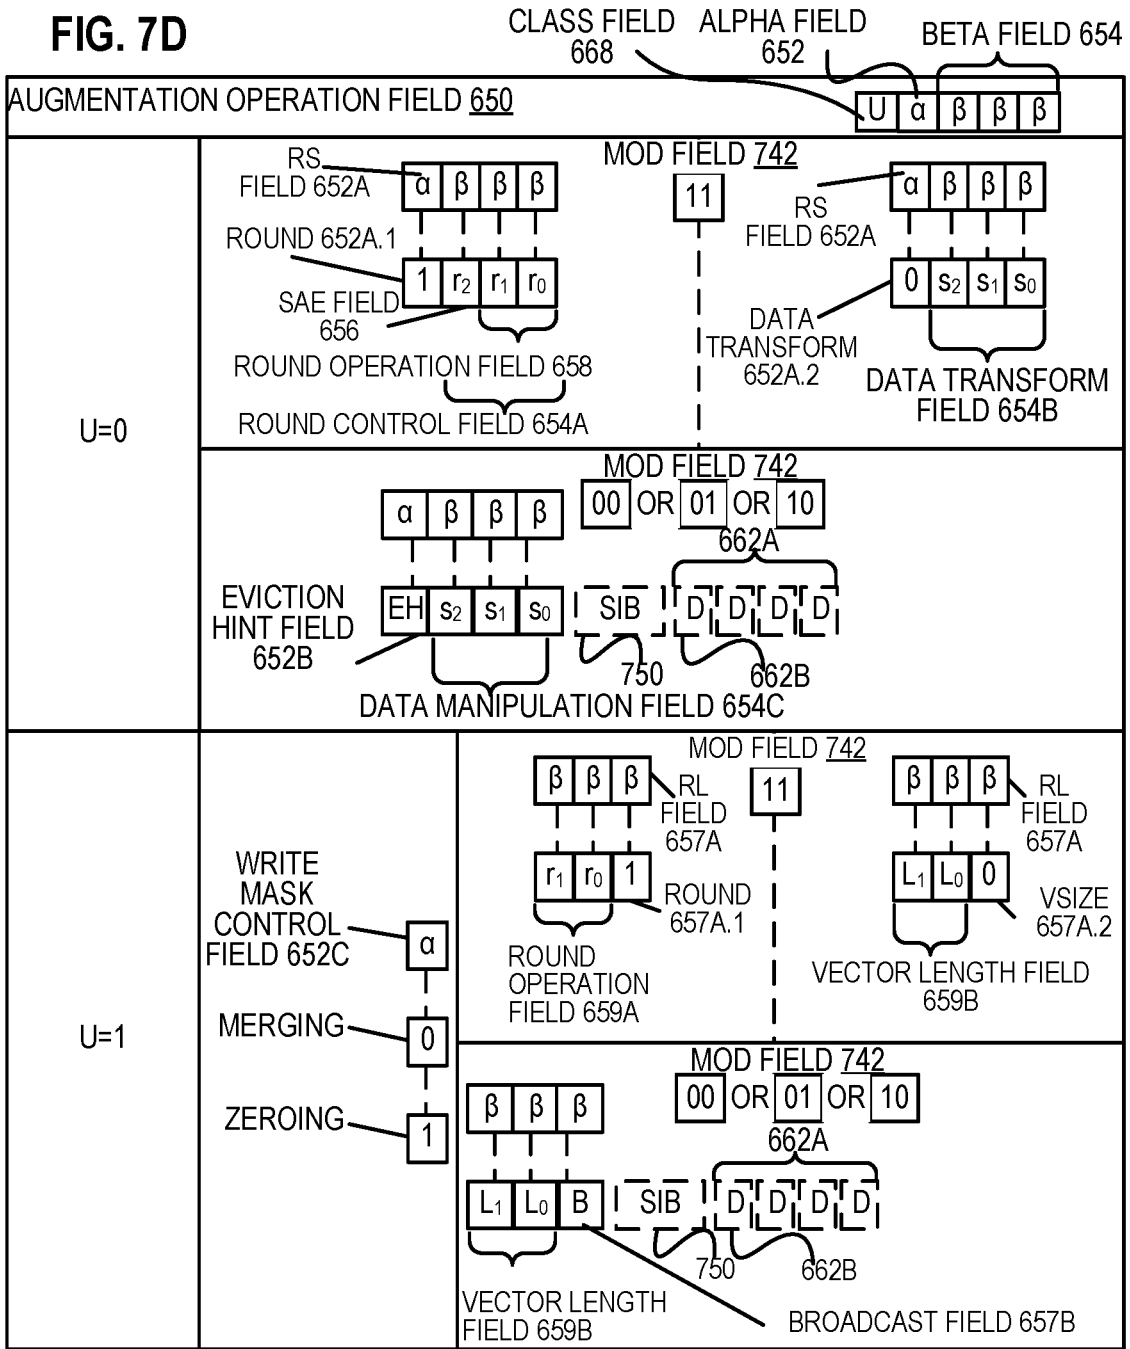 FIG. 7D
CLASS FIELD 668
ALPHA FIELD 652
BETA FIELD 654
AUGMENTATION OPERATION FIELD 650
U α β β β
U=0
MOD FIELD 742
11
RS FIELD 652A
α β β β
ROUND 652A.1
1 r2 r1 r0
SAE FIELD 656
ROUND OPERATION FIELD 658
ROUND CONTROL FIELD 654A
α β β β
RS FIELD 652A
0 s2 s1 s0
DATA TRANSFORM 652A.2
DATA TRANSFORM FIELD 654B
MOD FIELD 742
00 OR 01 OR 10
α β β β
662A
EVICTION HINT FIELD 652B
EH s2 s1 s0 SIB D D D D
750
662B
DATA MANIPULATION FIELD 654C
U=1
WRITE MASK CONTROL FIELD 652C
α
MERGING
0
ZEROING
1
MOD FIELD 742
11
β β β
RL FIELD 657A
r1 r0 1
ROUND 657A.1
ROUND OPERATION FIELD 659A
β β β
RL FIELD 657A
L1 L0 0
VSIZE 657A.2
VECTOR LENGTH FIELD 659B
MOD FIELD 742
00 OR 01 OR 10
β β β
662A
L1 L0 B SIB D D D D
750
662B
VECTOR LENGTH FIELD 659B
BROADCAST FIELD 657B